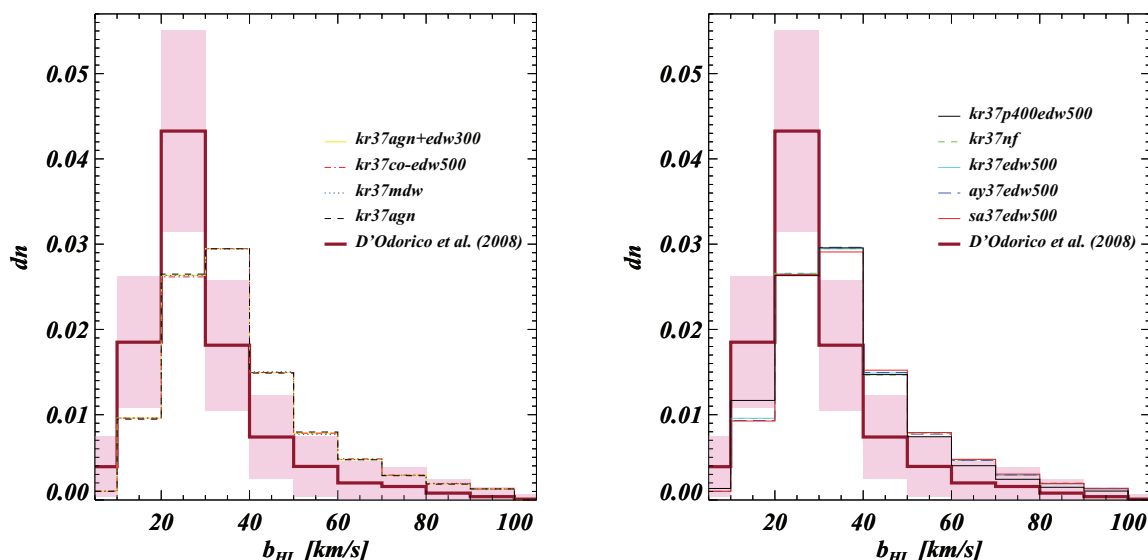 0.05
0.04
0.03
0.02
0.01
0.00
dn
kr37agn+edw300
kr37co-edw500
kr37mdw
kr37agn
D'Odorico et al. (2008)
20 40 60 80 100
b_HI [km/s]
0.05
0.04
0.03
0.02
0.01
0.00
dn
kr37p400edw500
kr37nf
kr37edw500
ay37edw500
sa37edw500
D'Odorico et al. (2008)
20 40 60 80 100
b_HI [km/s]